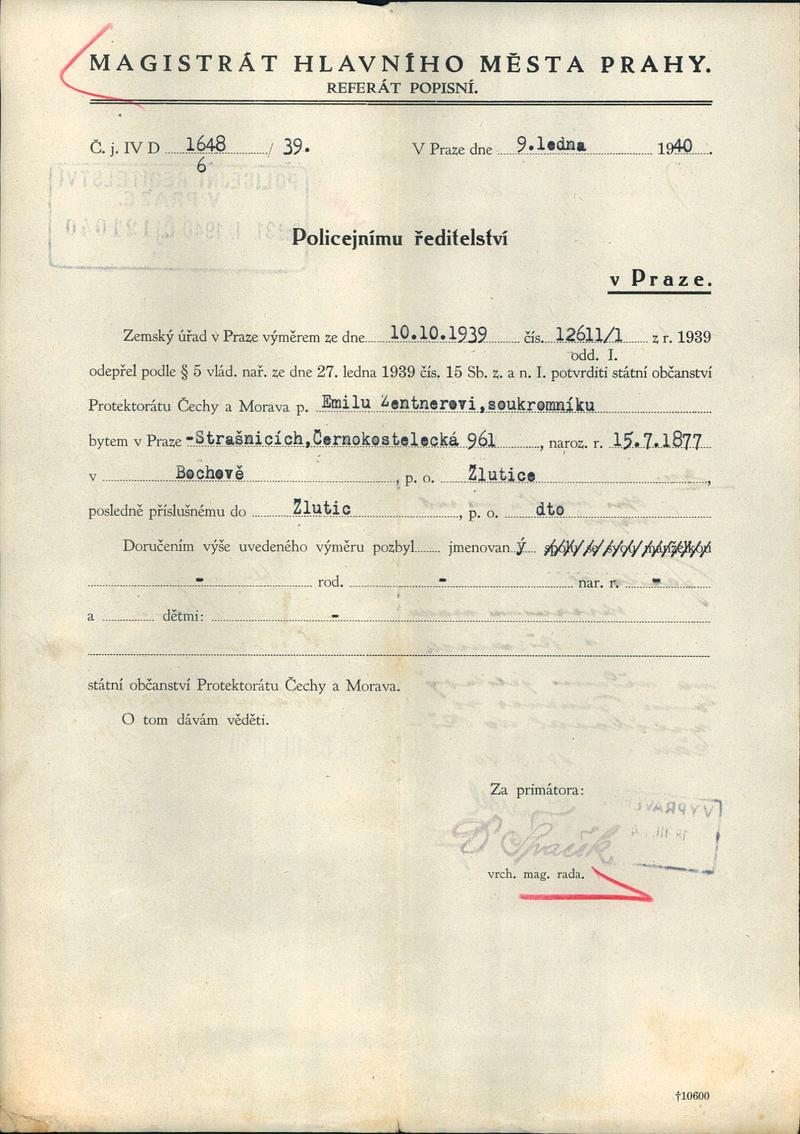 MAGISTRÁT HLAVNÍHO MĚSTA PRAHY.
REFERÁT POPISNÍ.
Č. j. IV D 1648 / 39. V Praze dne 9.ledna 1940.
6
POLICEJNÍ ŘEDITELSTVÍ
V PRAZE
Policejnímu ředitelství
v Praze.
Zemský úřad v Praze výměrem ze dne 10.10.1939 čís. 12611/1 z r. 1939
odd. I.
odepřel podle § 5 vlád. nař. ze dne 27. ledna 1939 čís. 15 Sb. z. a n. I. potvrditi státní občanství
Protektorátu Čechy a Morava p. Emilu Zentnerovi,soukromníku
bytem v Praze -Strašnicích,Černokostelecká 961, naroz. r. 15.7.1877
v Bochově, p. o. Žlutice,
posledně příslušnému do Žlutic, p. o. dto
Doručením výše uvedeného výměru pozbyl jmenovaný
- rod. - nar. r. -
a dětmi: -
státní občanství Protektorátu Čechy a Morava.
O tom dávám věděti.
Za primátora:
VYPRAVENO
vrch. mag. rada.
†10600